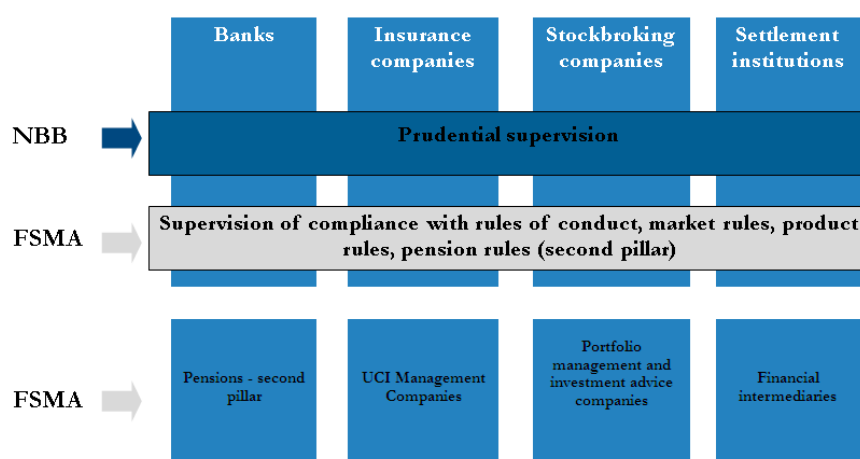 Banks
Insurance
companies
Stockbroking
companies
Settlement
institutions
NBB
Prudential supervision
FSMA
Supervision of compliance with rules of conduct, market rules, product
rules, pension rules (second pillar)
FSMA
Pensions - second
pillar
UCI Management
Companies
Portfolio
management and
investment advice
companies
Financial
intermediaries